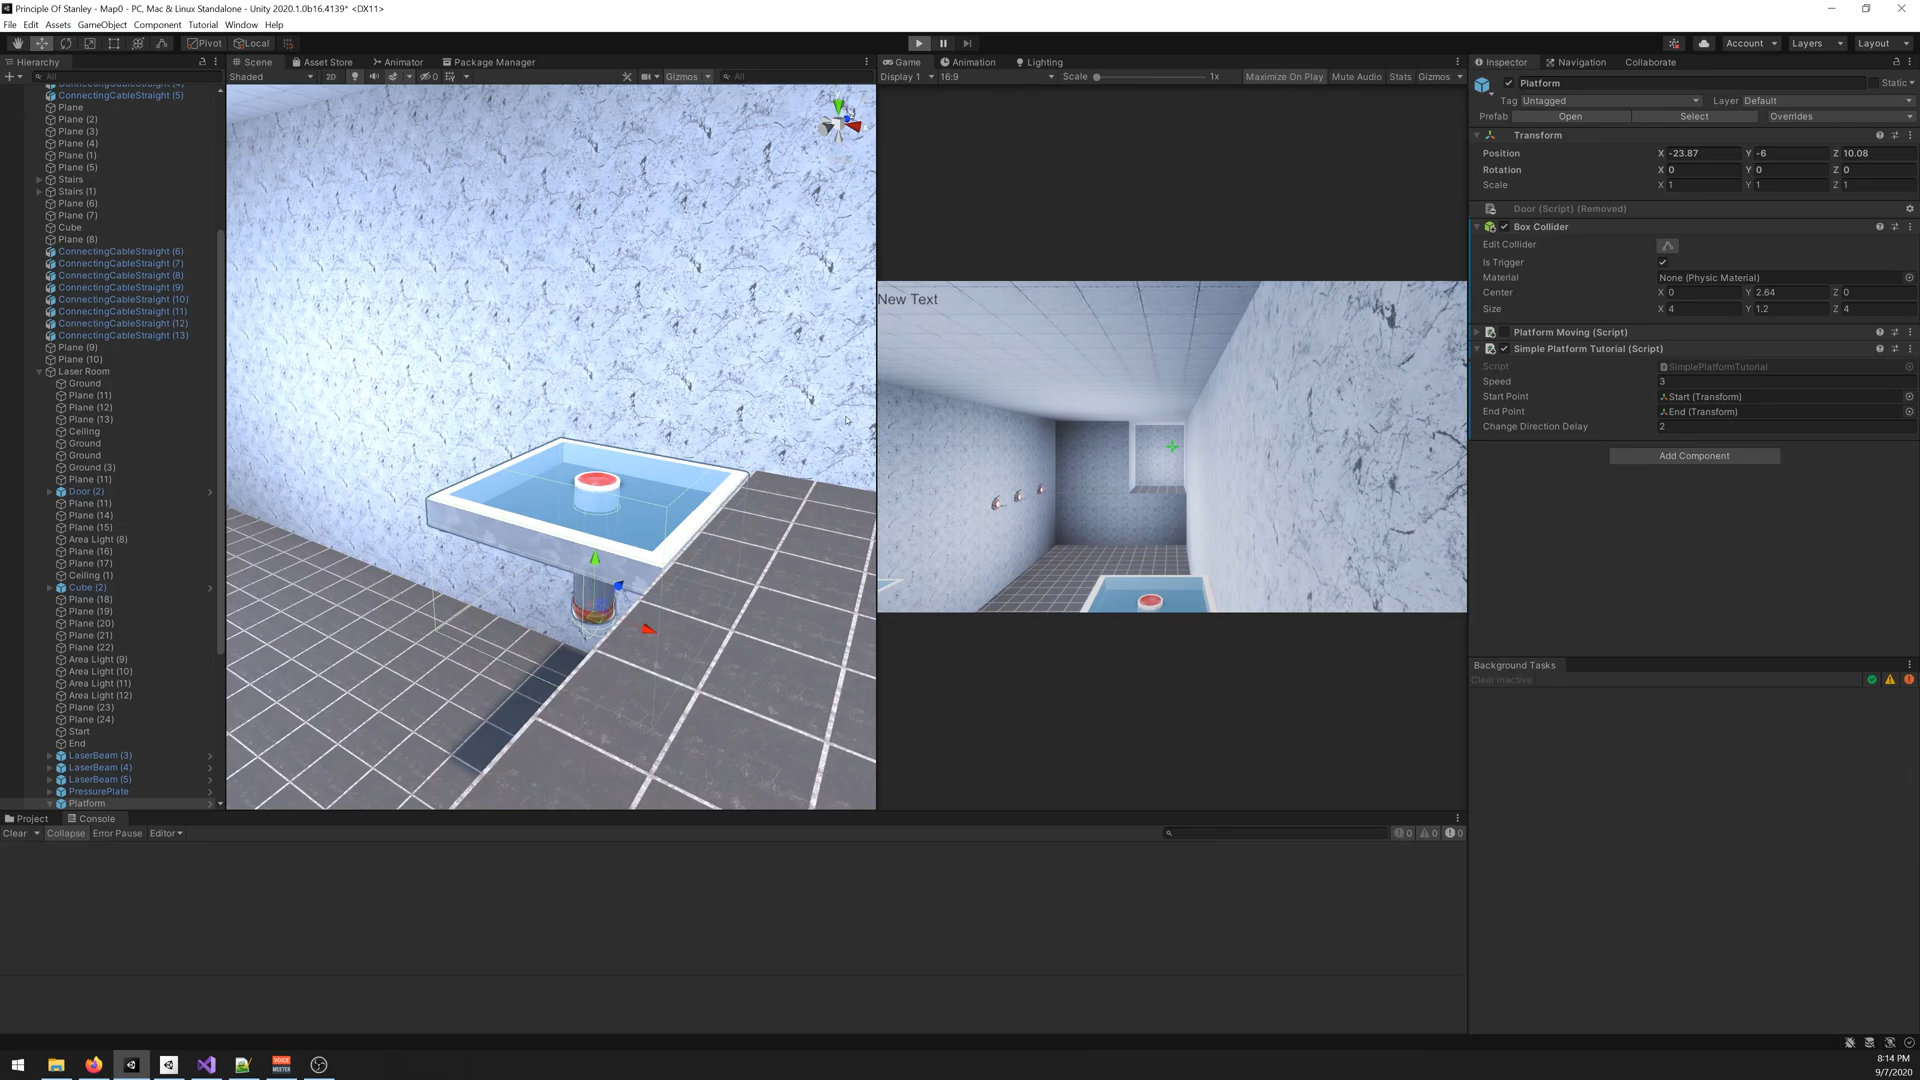 Principle Of Stanley - Map0 - PC, Mac & Linux Standalone - Unity 2020.1.0b16.4139* <DX11>
File Edit Assets GameObject Component Tutorial Window Help
Pivot Local Account Layers Layout
Hierarchy
All
ConnectingCableStraight (4)
ConnectingCableStraight (5)
Plane
Plane (2)
Plane (3)
Plane (4)
Plane (1)
Plane (5)
Stairs
Stairs (1)
Plane (6)
Plane (7)
Cube
Plane (8)
ConnectingCableStraight (6)
ConnectingCableStraight (7)
ConnectingCableStraight (8)
ConnectingCableStraight (9)
ConnectingCableStraight (10)
ConnectingCableStraight (11)
ConnectingCableStraight (12)
ConnectingCableStraight (13)
Plane (9)
Plane (10)
Laser Room
Ground
Plane (11)
Plane (12)
Plane (13)
Ceiling
Ground
Ground
Ground (3)
Plane (11)
Door (2)
Plane (11)
Plane (14)
Plane (15)
Area Light (8)
Plane (16)
Plane (17)
Ceiling (1)
Cube (2)
Plane (18)
Plane (19)
Plane (20)
Plane (21)
Plane (22)
Area Light (9)
Area Light (10)
Area Light (11)
Area Light (12)
Plane (23)
Plane (24)
Start
End
LaserBeam (3)
LaserBeam (4)
LaserBeam (5)
PressurePlate
Platform
Scene Asset Store Animator Package Manager
Shaded 2D 0 Gizmos All
Game Animation Lighting
Display 1 16:9 Scale 1x Maximize On Play Mute Audio Stats Gizmos
New Text
Inspector Navigation Collaborate
Platform Static
Tag Untagged Layer Default
Prefab Open Select Overrides
Transform
Position X -23.87 Y -6 Z 10.08
Rotation X 0 Y 0 Z 0
Scale X 1 Y 1 Z 1
Door (Script) (Removed)
Box Collider
Edit Collider
Is Trigger
Material None (Physic Material)
Center X 0 Y 2.64 Z 0
Size X 4 Y 1.2 Z 4
Platform Moving (Script)
Simple Platform Tutorial (Script)
Script SimplePlatformTutorial
Speed 3
Start Point Start (Transform)
End Point End (Transform)
Change Direction Delay 2
Add Component
Background Tasks
Clear Inactive
Project Console
Clear Collapse Error Pause Editor 0 0 0
VOICE
MEETER
8:14 PM
9/7/2020